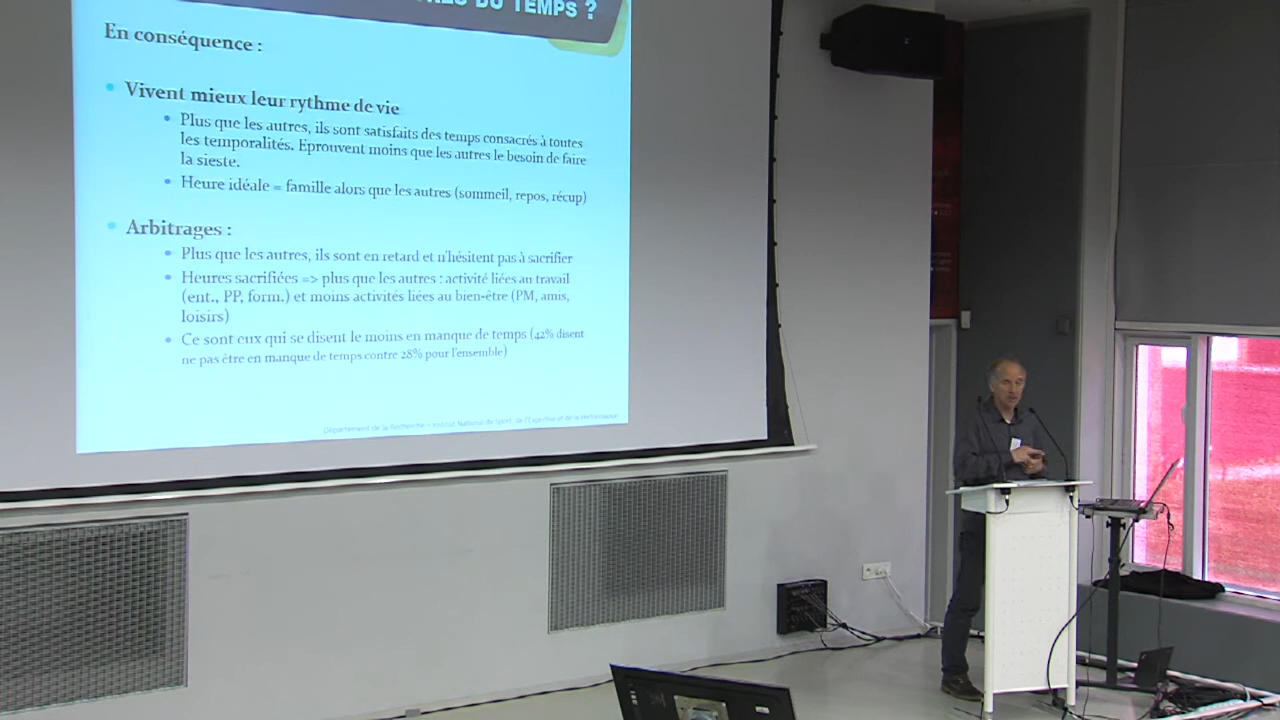 DU TEMPS ?
En conséquence :
Vivent mieux leur rythme de vie
Plus que les autres, ils sont satisfaits des temps consacrés à toutes
les temporalités. Eprouvent moins que les autres le besoin de faire
la sieste.
Heure idéale = famille alors que les autres (sommeil, repos, récup)
Arbitrages :
Plus que les autres, ils sont en retard et n'hésitent pas à sacrifier
Heures sacrifiées => plus que les autres : activité liées au travail
(ent., PP, form.) et moins activités liées au bien-être (PM, amis,
loisirs)
Ce sont eux qui se disent le moins en manque de temps (42% disent
ne pas être en manque de temps contre 28% pour l'ensemble)
Département de la Recherche – Institut National du Sport, de l'Expertise et de la Performance